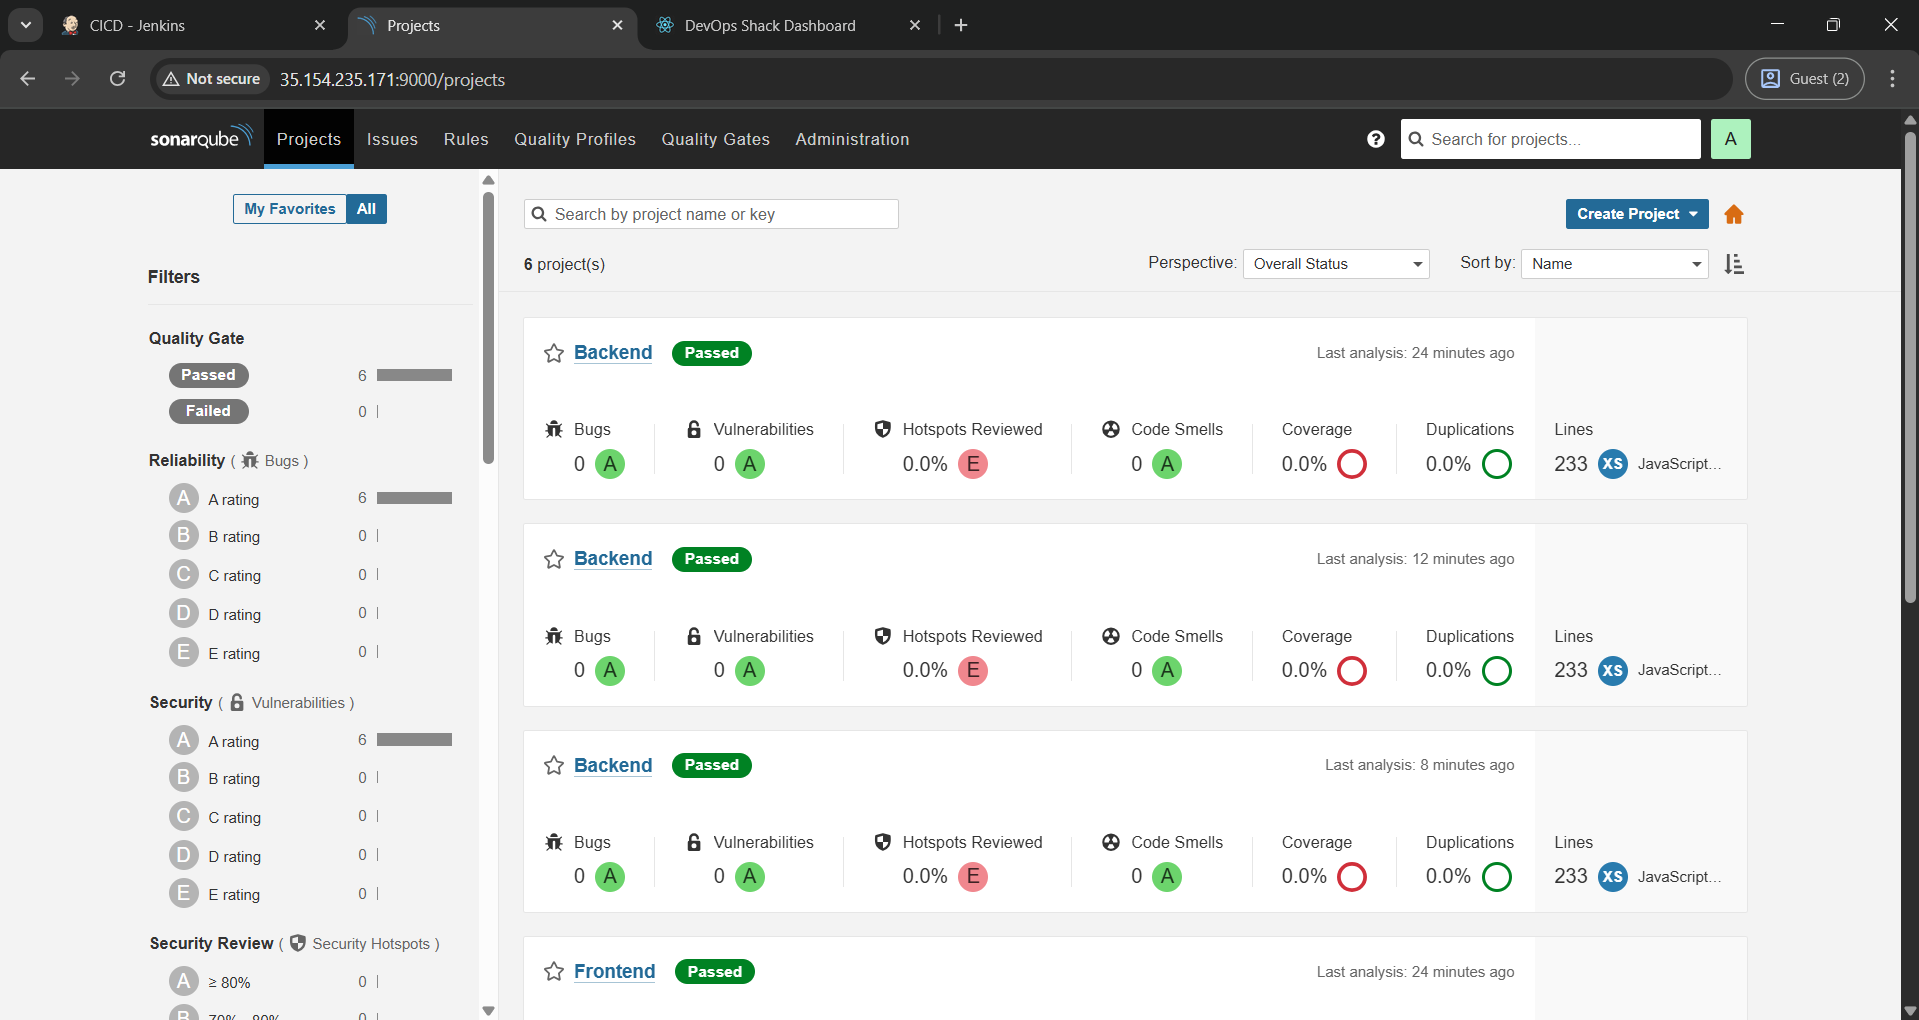 CICD - Jenkins
Projects
DevOps Shack Dashboard
Not secure
35.154.235.171:9000/projects
Guest (2)
sonarqube
Projects
Issues
Rules
Quality Profiles
Quality Gates
Administration
?
Search for projects...
A
My Favorites
All
Search by project name or key
Create Project
6 project(s)
Perspective:
Overall Status
Sort by:
Name
Filters
Quality Gate
Passed
6
Failed
0
Reliability ( Bugs )
A A rating 6
B B rating 0
C C rating 0
D D rating 0
E E rating 0
Security ( Vulnerabilities )
A A rating 6
B B rating 0
C C rating 0
D D rating 0
E E rating 0
Security Review ( Security Hotspots )
A ≥ 80% 0
B 70% - 80% 0
Backend Passed Last analysis: 24 minutes ago
Bugs Vulnerabilities Hotspots Reviewed Code Smells Coverage Duplications Lines
0 A 0 A 0.0% E 0 A 0.0% 0.0% 233 XS JavaScript...
Backend Passed Last analysis: 12 minutes ago
Bugs Vulnerabilities Hotspots Reviewed Code Smells Coverage Duplications Lines
0 A 0 A 0.0% E 0 A 0.0% 0.0% 233 XS JavaScript...
Backend Passed Last analysis: 8 minutes ago
Bugs Vulnerabilities Hotspots Reviewed Code Smells Coverage Duplications Lines
0 A 0 A 0.0% E 0 A 0.0% 0.0% 233 XS JavaScript...
Frontend Passed Last analysis: 24 minutes ago